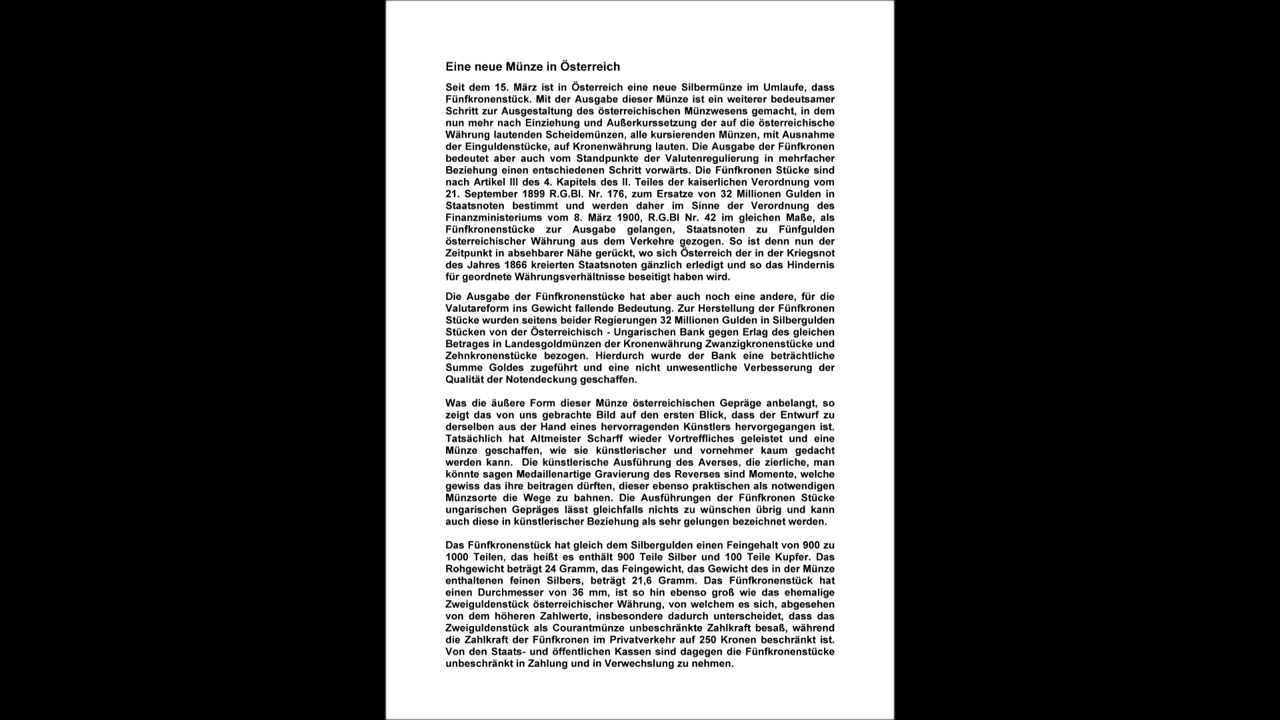 Eine neue Münze in Österreich
Seit dem 15. März ist in Österreich eine neue Silbermünze im Umlaufe, dass
Fünfkronenstück. Mit der Ausgabe dieser Münze ist ein weiterer bedeutsamer
Schritt zur Ausgestaltung des österreichischen Münzwesens gemacht, in dem
nun mehr nach Einziehung und Außerkurssetzung der auf die österreichische
Währung lautenden Scheidemünzen, alle kursierenden Münzen, mit Ausnahme
der Einguldenstücke, auf Kronenwährung lauten. Die Ausgabe der Fünfkronen
bedeutet aber auch vom Standpunkte der Valutenregulierung in mehrfacher
Beziehung einen entschiedenen Schritt vorwärts. Die Fünfkronen Stücke sind
nach Artikel III des 4. Kapitels des II. Teiles der kaiserlichen Verordnung vom
21. September 1899 R.G.Bl. Nr. 176, zum Ersatze von 32 Millionen Gulden in
Staatsnoten bestimmt und werden daher im Sinne der Verordnung des
Finanzministeriums vom 8. März 1900, R.G.Bl Nr. 42 im gleichen Maße, als
Fünfkronenstücke zur Ausgabe gelangen, Staatsnoten zu Fünfgulden
österreichischer Währung aus dem Verkehre gezogen. So ist denn nun der
Zeitpunkt in absehbarer Nähe gerückt, wo sich Österreich der in der Kriegsnot
des Jahres 1866 kreierten Staatsnoten gänzlich erledigt und so das Hindernis
für geordnete Währungsverhältnisse beseitigt haben wird.
Die Ausgabe der Fünfkronenstücke hat aber auch noch eine andere, für die
Valutareform ins Gewicht fallende Bedeutung. Zur Herstellung der Fünfkronen
Stücke wurden seitens beider Regierungen 32 Millionen Gulden in Silbergulden
Stücken von der Österreichisch - Ungarischen Bank gegen Erlag des gleichen
Betrages in Landesgoldmünzen der Kronenwährung Zwanzigkronenstücke und
Zehnkronenstücke bezogen. Hierdurch wurde der Bank eine beträchtliche
Summe Goldes zugeführt und eine nicht unwesentliche Verbesserung der
Qualität der Notendeckung geschaffen.
Was die äußere Form dieser Münze österreichischen Gepräge anbelangt, so
zeigt das von uns gebrachte Bild auf den ersten Blick, dass der Entwurf zu
derselben aus der Hand eines hervorragenden Künstlers hervorgegangen ist.
Tatsächlich hat Altmeister Scharff wieder Vortreffliches geleistet und eine
Münze geschaffen, wie sie künstlerischer und vornehmer kaum gedacht
werden kann. Die künstlerische Ausführung des Averses, die zierliche, man
könnte sagen Medaillenartige Gravierung des Reverses sind Momente, welche
gewiss das ihre beitragen dürften, dieser ebenso praktischen als notwendigen
Münzsorte die Wege zu bahnen. Die Ausführungen der Fünfkronen Stücke
ungarischen Gepräges lässt gleichfalls nichts zu wünschen übrig und kann
auch diese in künstlerischer Beziehung als sehr gelungen bezeichnet werden.
Das Fünfkronenstück hat gleich dem Silbergulden einen Feingehalt von 900 zu
1000 Teilen, das heißt es enthält 900 Teile Silber und 100 Teile Kupfer. Das
Rohgewicht beträgt 24 Gramm, das Feingewicht, das Gewicht des in der Münze
enthaltenen feinen Silbers, beträgt 21,6 Gramm. Das Fünfkronenstück hat
einen Durchmesser von 36 mm, ist so hin ebenso groß wie das ehemalige
Zweiguldenstück österreichischer Währung, von welchem es sich, abgesehen
von dem höheren Zahlwerte, insbesondere dadurch unterscheidet, dass das
Zweiguldenstück als Courantmünze unbeschränkte Zahlkraft besaß, während
die Zahlkraft der Fünfkronen im Privatverkehr auf 250 Kronen beschränkt ist.
Von den Staats- und öffentlichen Kassen sind dagegen die Fünfkronenstücke
unbeschränkt in Zahlung und in Verwechslung zu nehmen.